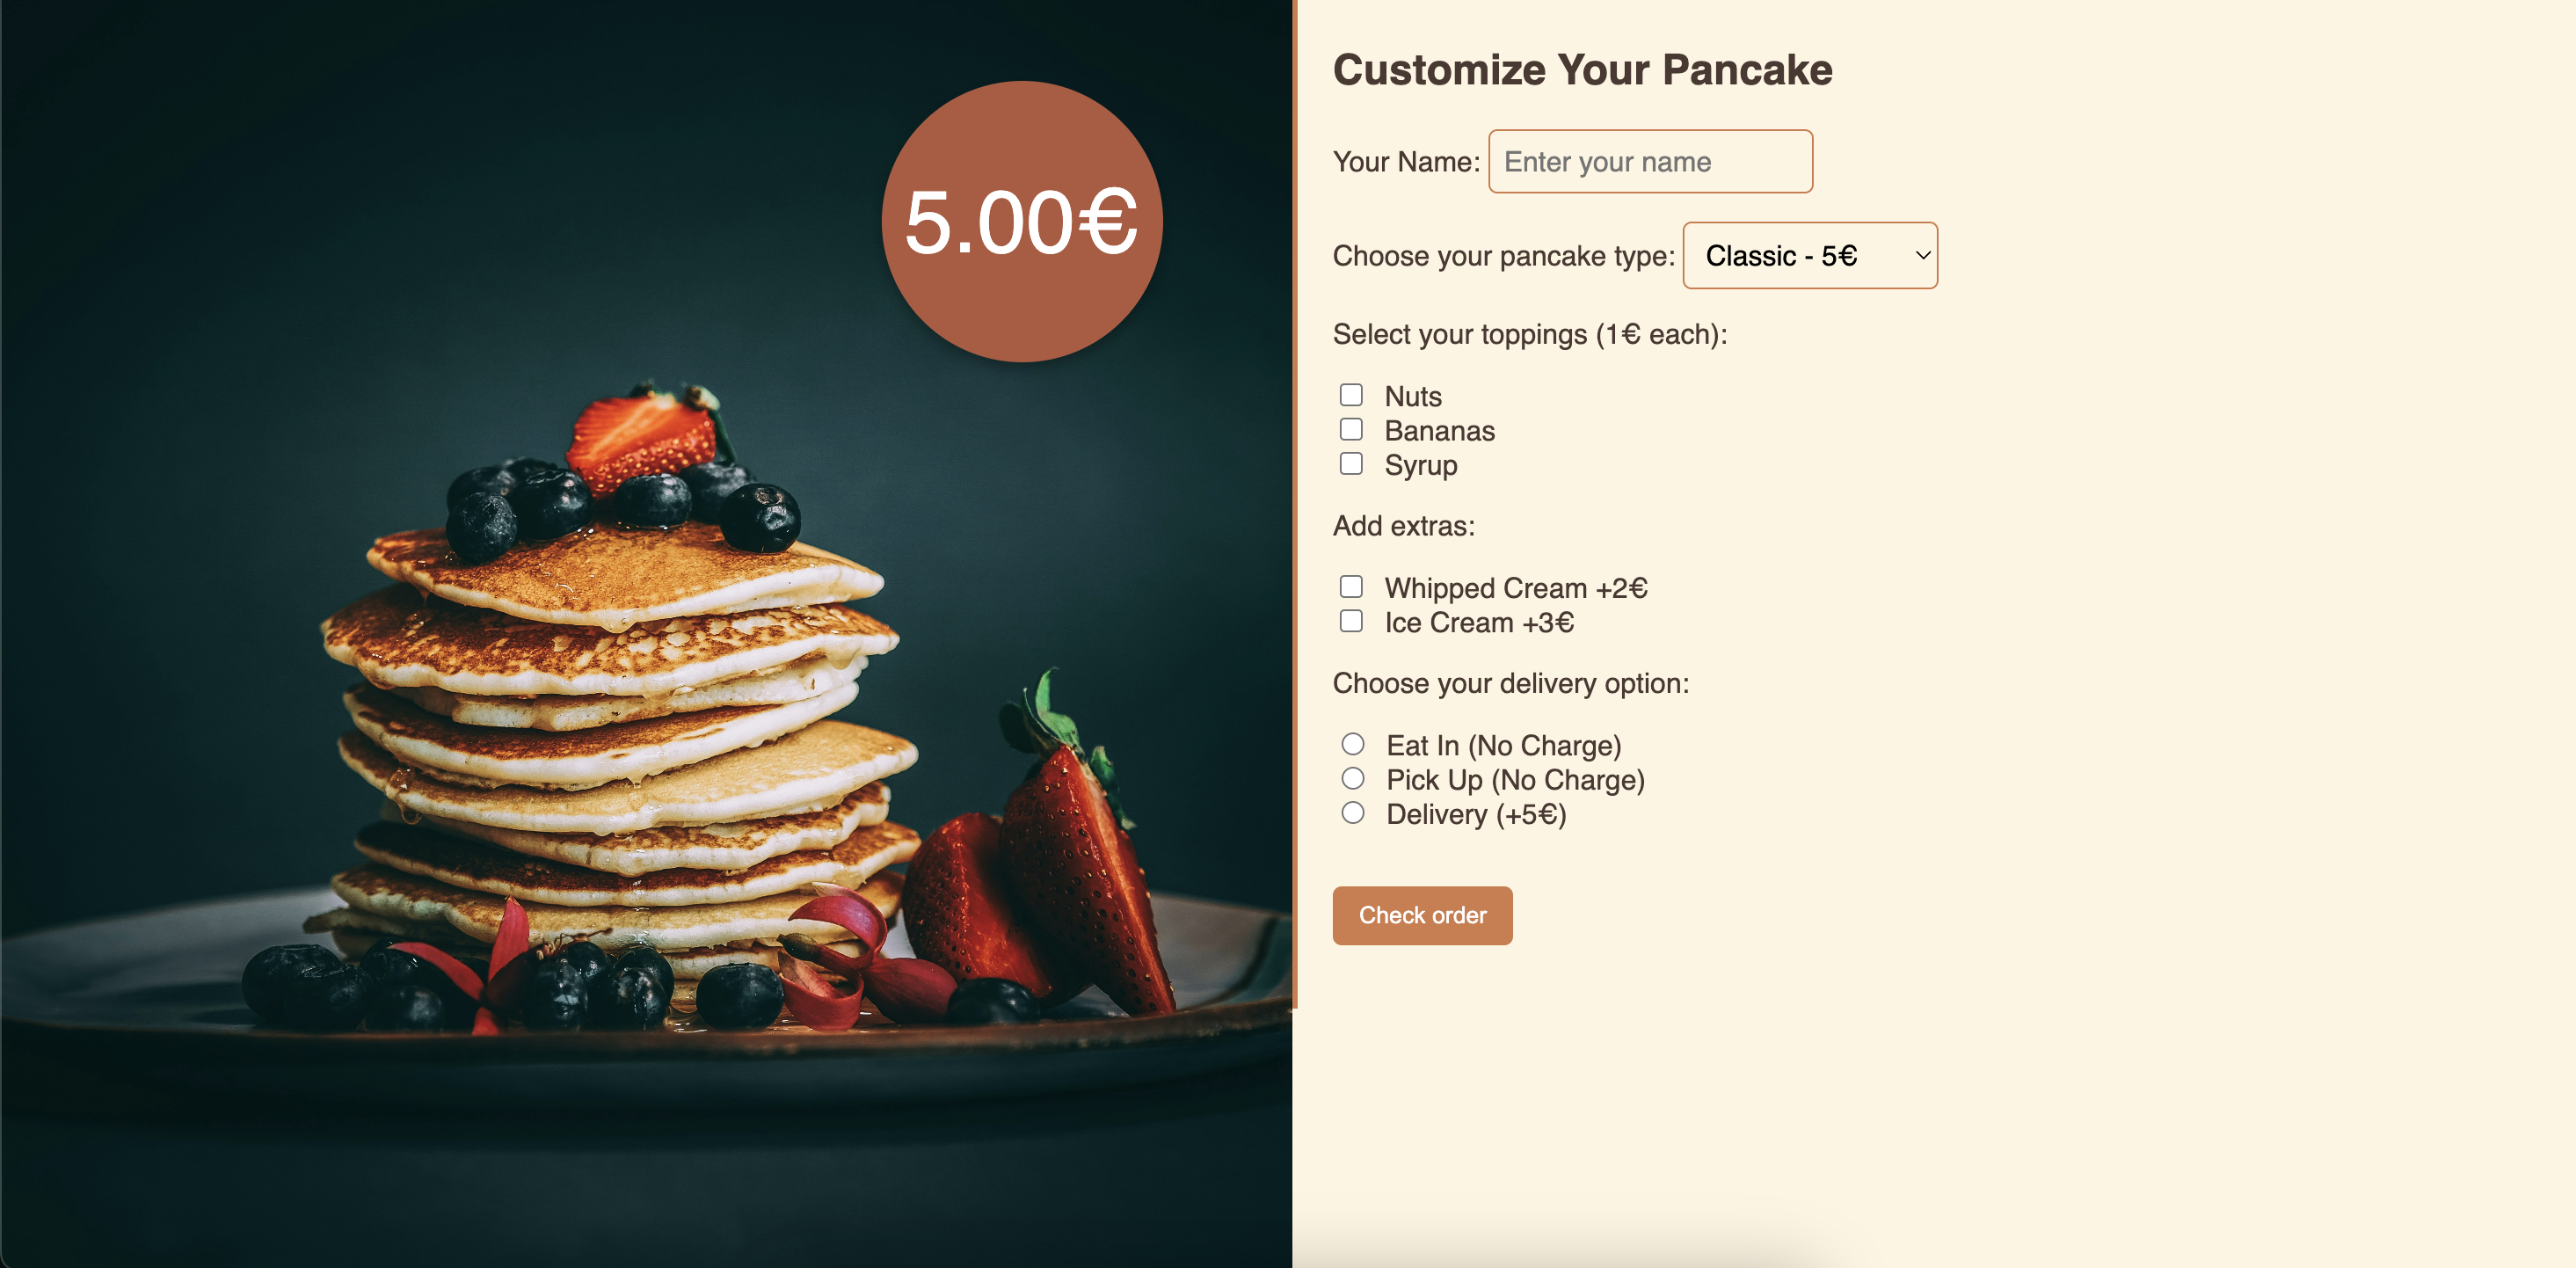 5.00€
Customize Your Pancake
Your Name: Enter your name
Choose your pancake type: Classic - 5€
Select your toppings (1€ each):
Nuts
Bananas
Syrup
Add extras:
Whipped Cream +2€
Ice Cream +3€
Choose your delivery option:
Eat In (No Charge)
Pick Up (No Charge)
Delivery (+5€)
Check order